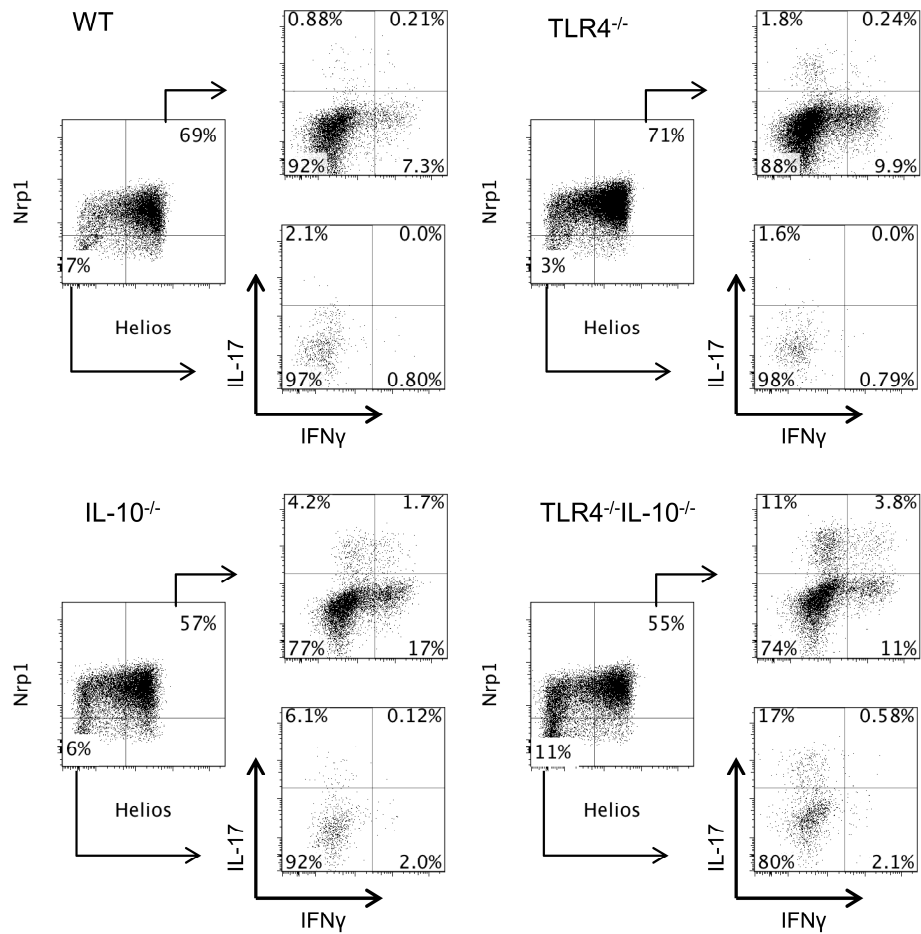 WT
0.88% 0.21%
92% 7.3%
69%
Nrp1
7%
Helios
2.1% 0.0%
97% 0.80%
IL-17
IFNγ
TLR4-/-
1.8% 0.24%
88% 9.9%
71%
Nrp1
3%
Helios
1.6% 0.0%
98% 0.79%
IL-17
IFNγ
IL-10-/-
4.2% 1.7%
77% 17%
57%
Nrp1
6%
Helios
6.1% 0.12%
92% 2.0%
IL-17
IFNγ
TLR4-/-IL-10-/-
11% 3.8%
74% 11%
55%
Nrp1
11%
Helios
17% 0.58%
80% 2.1%
IL-17
IFNγ